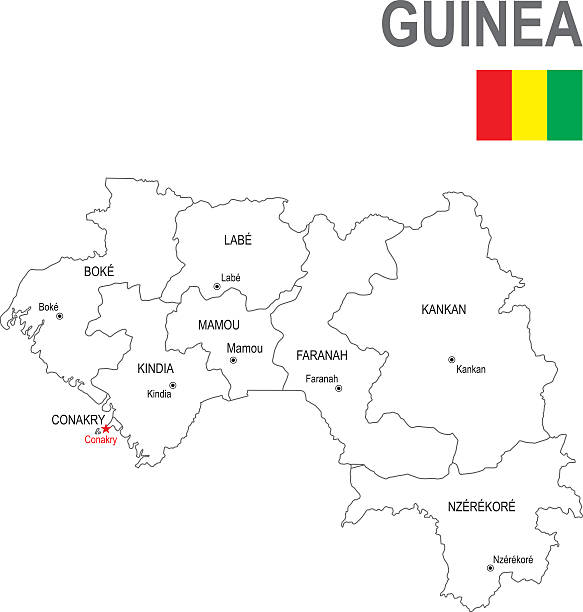 GUINEA
LABÉ
BOKÉ
Labé
Boké
KANKAN
MAMOU
Mamou
FARANAH
KINDIA
Kankan
Faranah
Kindia
CONAKRY
Conakry
NZÉRÉKORÉ
Nzérékoré